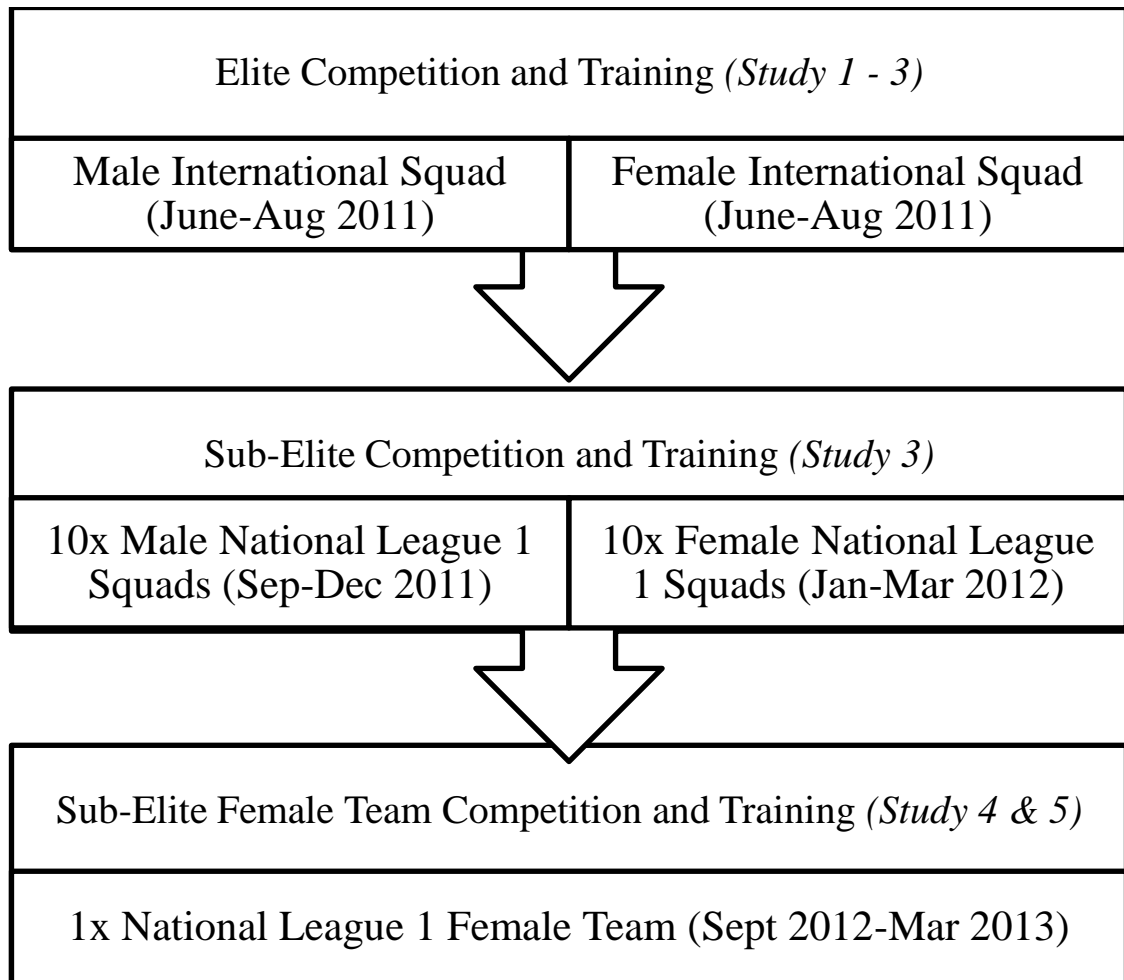 Elite Competition and Training (Study 1 - 3)
Male International Squad
(June-Aug 2011)
Female International Squad
(June-Aug 2011)
Sub-Elite Competition and Training (Study 3)
10x Male National League 1
Squads (Sep-Dec 2011)
10x Female National League
1 Squads (Jan-Mar 2012)
Sub-Elite Female Team Competition and Training (Study 4 & 5)
1x National League 1 Female Team (Sept 2012-Mar 2013)